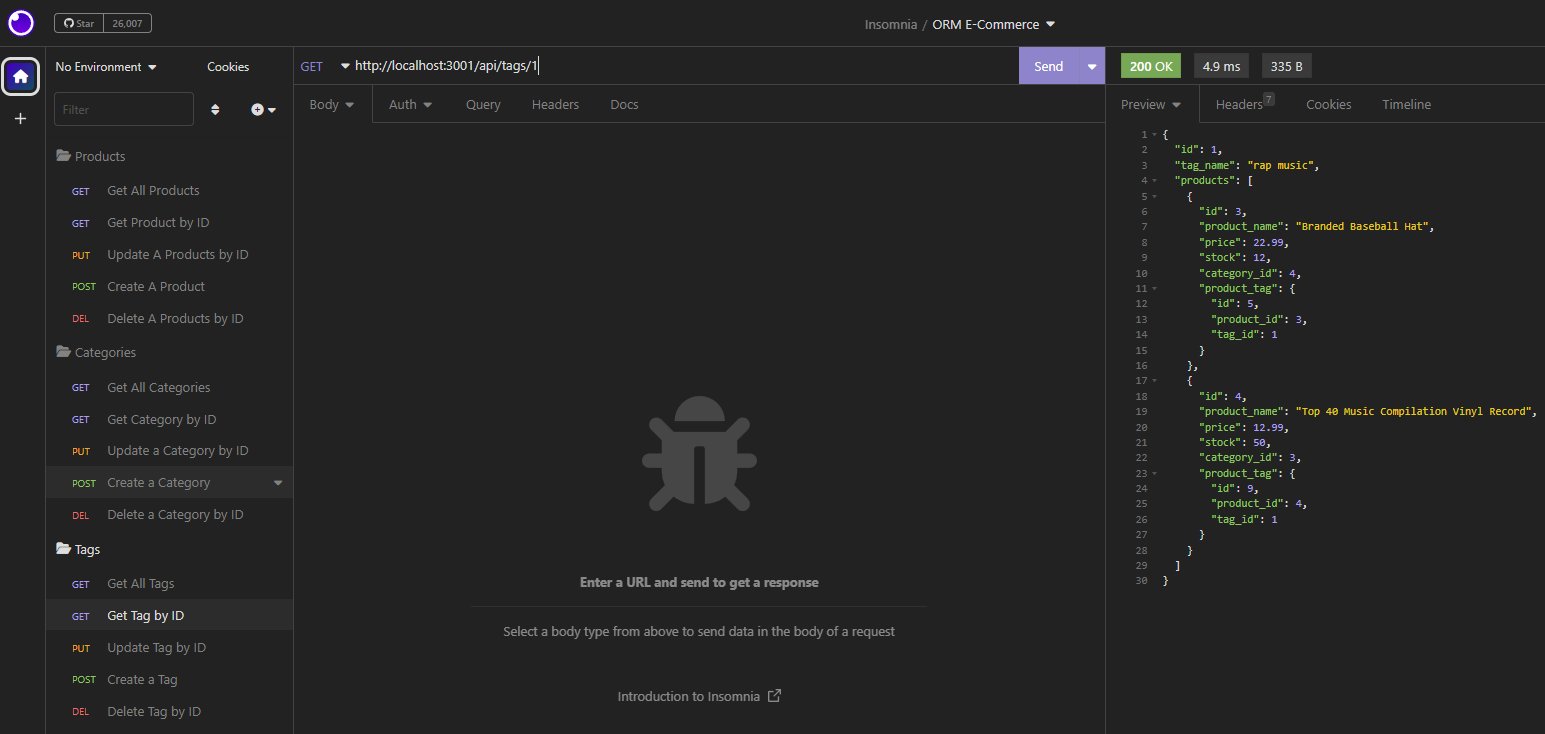 Star 26,007
Insomnia / ORM E-Commerce
No Environment
Cookies
Filter
Products
GET Get All Products
GET Get Product by ID
PUT Update A Products by ID
POST Create A Product
DEL Delete A Products by ID
Categories
GET Get All Categories
GET Get Category by ID
PUT Update a Category by ID
POST Create a Category
DEL Delete a Category by ID
Tags
GET Get All Tags
GET Get Tag by ID
PUT Update Tag by ID
POST Create a Tag
DEL Delete Tag by ID
GET http://localhost:3001/api/tags/1
Send
Body Auth Query Headers Docs
Enter a URL and send to get a response
Select a body type from above to send data in the body of a request
Introduction to Insomnia
200 OK 4.9 ms 335 B
Preview Headers 7 Cookies Timeline
1 {
2 "id": 1,
3 "tag_name": "rap music",
4 "products": [
5 {
6 "id": 3,
7 "product_name": "Branded Baseball Hat",
8 "price": 22.99,
9 "stock": 12,
10 "category_id": 4,
11 "product_tag": {
12 "id": 5,
13 "product_id": 3,
14 "tag_id": 1
15 }
16 },
17 {
18 "id": 4,
19 "product_name": "Top 40 Music Compilation Vinyl Record",
20 "price": 12.99,
21 "stock": 50,
22 "category_id": 3,
23 "product_tag": {
24 "id": 9,
25 "product_id": 4,
26 "tag_id": 1
27 }
28 }
29 ]
30 }